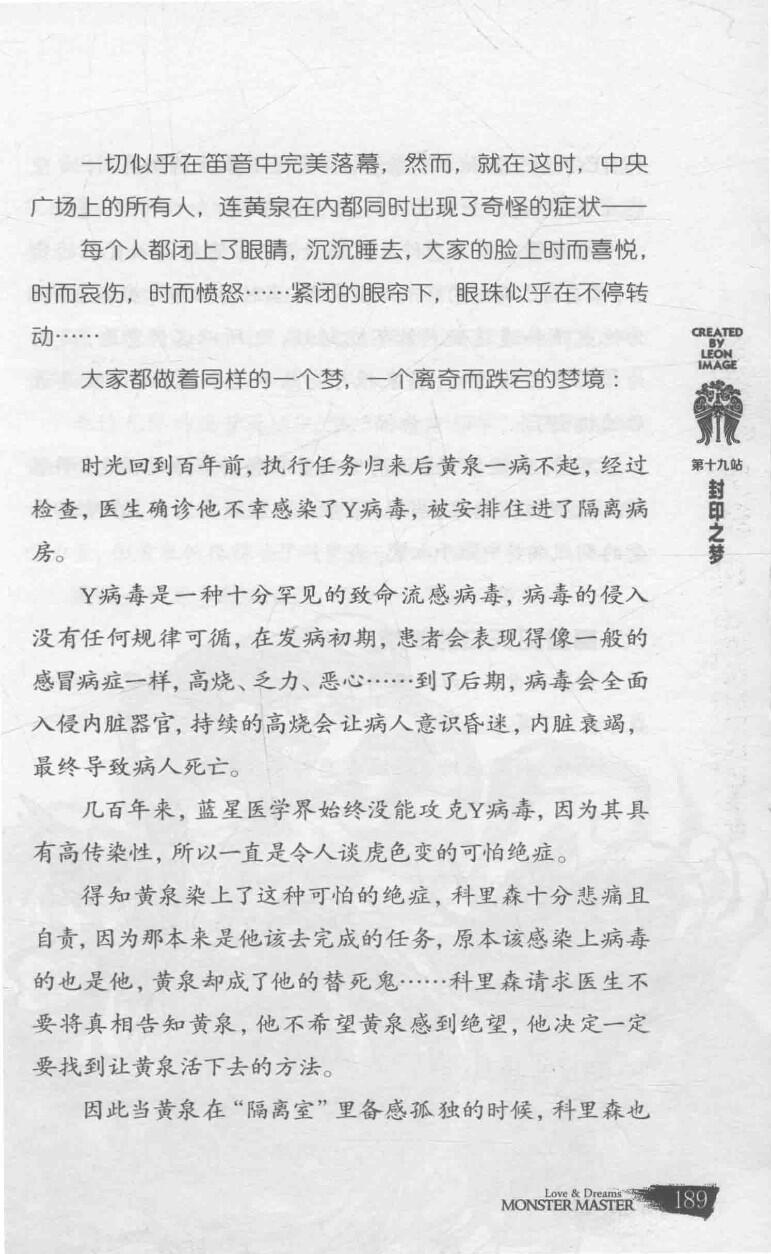 一切似乎在笛音中完美落幕，然而，就在这时，中央
广场上的所有人，连黄泉在内都同时出现了奇怪的症状——
每个人都闭上了眼睛，沉沉睡去，大家的脸上时而喜悦，
时而哀伤，时而愤怒……紧闭的眼帘下，眼珠似乎在不停转
动……
大家都做着同样的一个梦，一个离奇而跌宕的梦境：
时光回到百年前，执行任务归来后黄泉一病不起，经过
检查，医生确诊他不幸感染了Y病毒，被安排住进了隔离病
房。
Y病毒是一种十分罕见的致命流感病毒，病毒的侵入
没有任何规律可循，在发病初期，患者会表现得像一般的
感冒病症一样，高烧、乏力、恶心……到了后期，病毒会全面
入侵内脏器官，持续的高烧会让病人意识昏迷，内脏衰竭，
最终导致病人死亡。
几百年来，蓝星医学界始终没能攻克Y病毒，因为其具
有高传染性，所以一直是令人谈虎色变的可怕绝症。
得知黄泉染上了这种可怕的绝症，科里森十分悲痛且
自责，因为那本来是他该去完成的任务，原本该感染上病毒
的也是他，黄泉却成了他的替死鬼……科里森请求医生不
要将真相告知黄泉，他不希望黄泉感到绝望，他决定一定
要找到让黄泉活下去的方法。
因此当黄泉在“隔离室”里备感孤独的时候，科里森也
CREATED
BY
LEON
IMAGE
第十九站
封印之梦
Love & Dreams
MONSTER MASTER
189